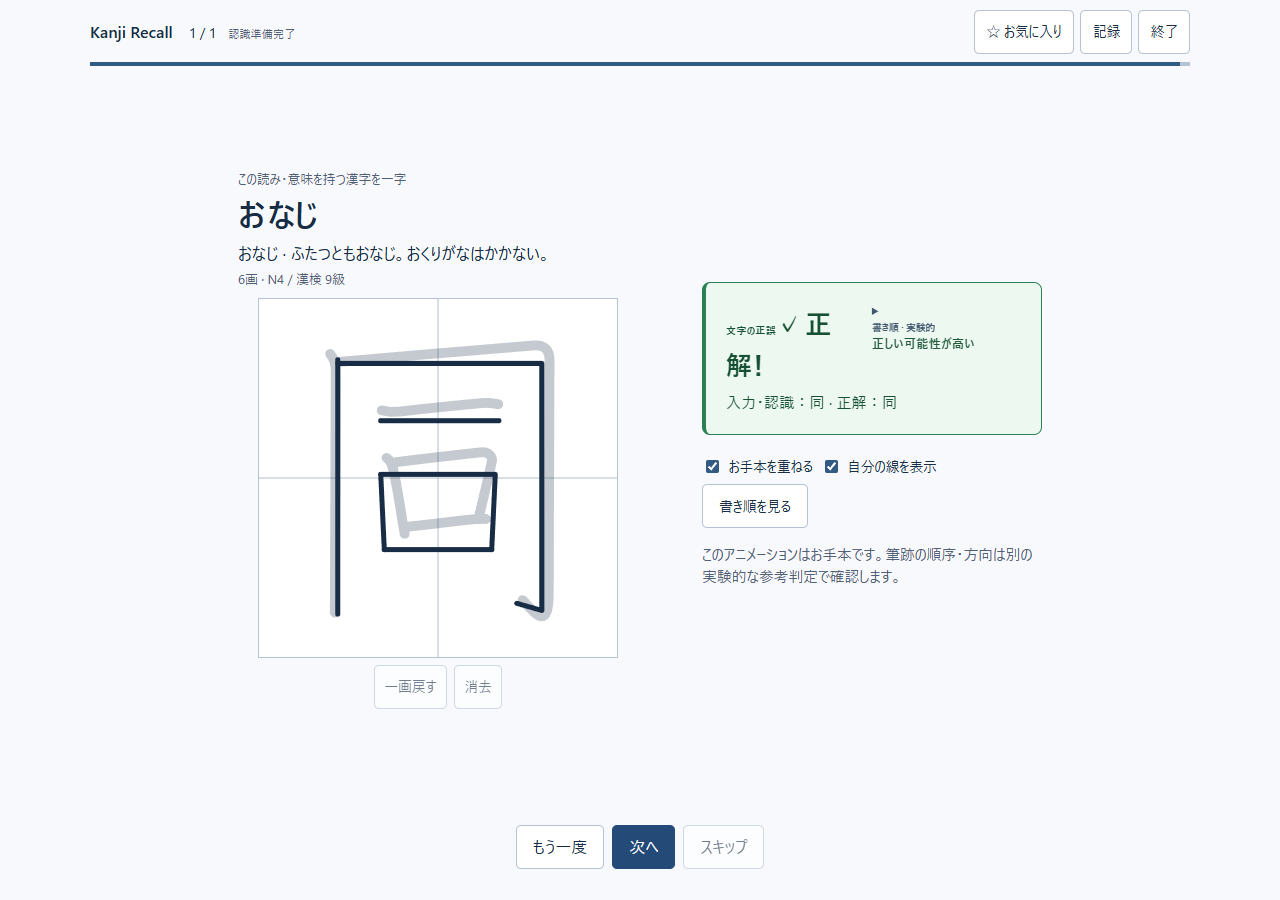 Kanji Recall 1 / 1 認識準備完了 ☆ お気に入り 記録 終了
この読み・意味を持つ漢字を一字
おなじ
おなじ · ふたつともおなじ。おくりがなはかかない。
6画 · N4 / 漢検 9級
同
一画戻す 消去
文字の正誤 ✓ 正解!
▶
書き順 · 実験的
正しい可能性が高い
入力・認識：同 · 正解：同
お手本を重ねる 自分の線を表示
書き順を見る
このアニメーションはお手本です。筆跡の順序・方向は別の
実験的な参考判定で確認します。
もう一度 次へ スキップ